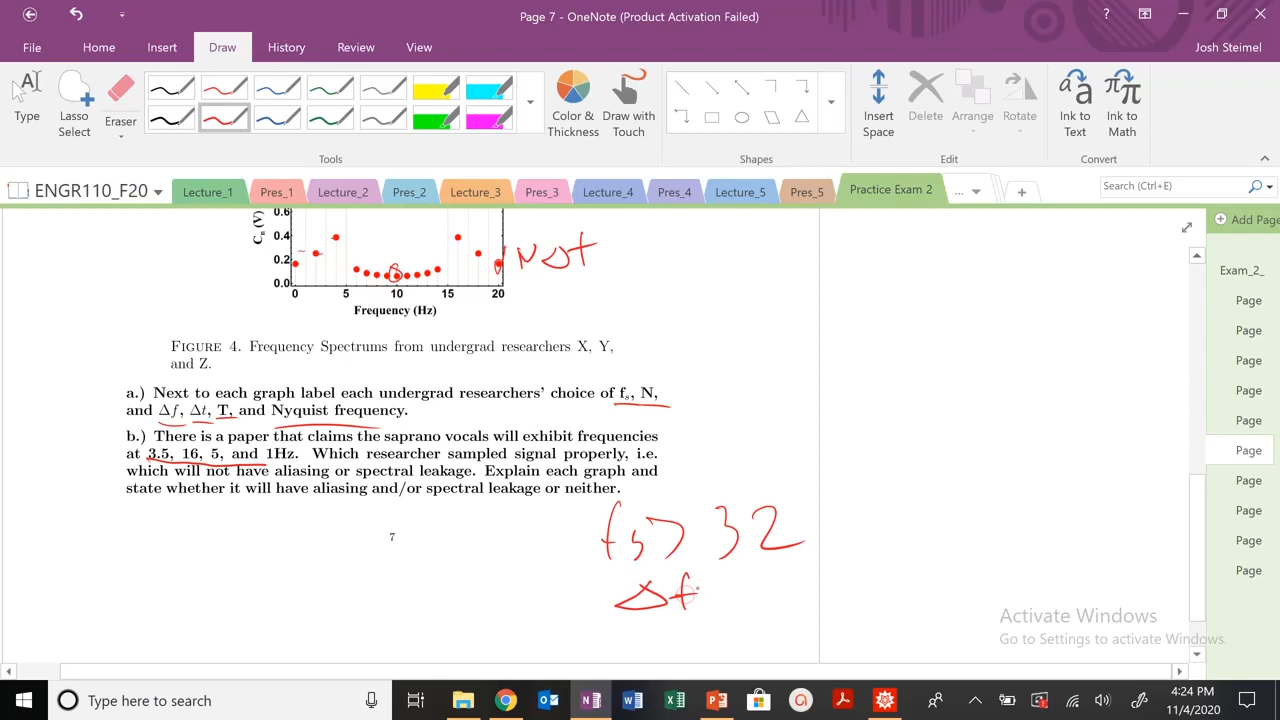 Page 7 - OneNote (Product Activation Failed)
File Home Insert Draw History Review View Josh Steimel
Type
Lasso Select
Eraser
Color & Thickness
Draw with Touch
Insert Space
Delete
Arrange
Rotate
Ink to Text
Ink to Math
Tools Shapes Edit Convert
ENGR110_F20 Lecture_1 Pres_1 Lecture_2 Pres_2 Lecture_3 Pres_3 Lecture_4 Pres_4 Lecture_5 Pres_5 Practice Exam 2 ... Search (Ctrl+E)
Add Page
Exam_2_
Page
Page
Page
Page
Page
Page
Page
Page
Page
Page
Cn (V)
0.6
0.4
0.2
0.0
0 5 10 15 20
Frequency (Hz)
NΔt
FIGURE 4. Frequency Spectrums from undergrad researchers X, Y,
and Z.
a.) Next to each graph label each undergrad researchers' choice of fs, N,
and Δf, Δt, T, and Nyquist frequency.
b.) There is a paper that claims the saprano vocals will exhibit frequencies
at 3.5, 16, 5, and 1Hz. Which researcher sampled signal properly, i.e.
which will not have aliasing or spectral leakage. Explain each graph and
state whether it will have aliasing and/or spectral leakage or neither.
7
fs > 32
Δf
Activate Windows
Go to Settings to activate Windows.
Type here to search
4:24 PM
11/4/2020